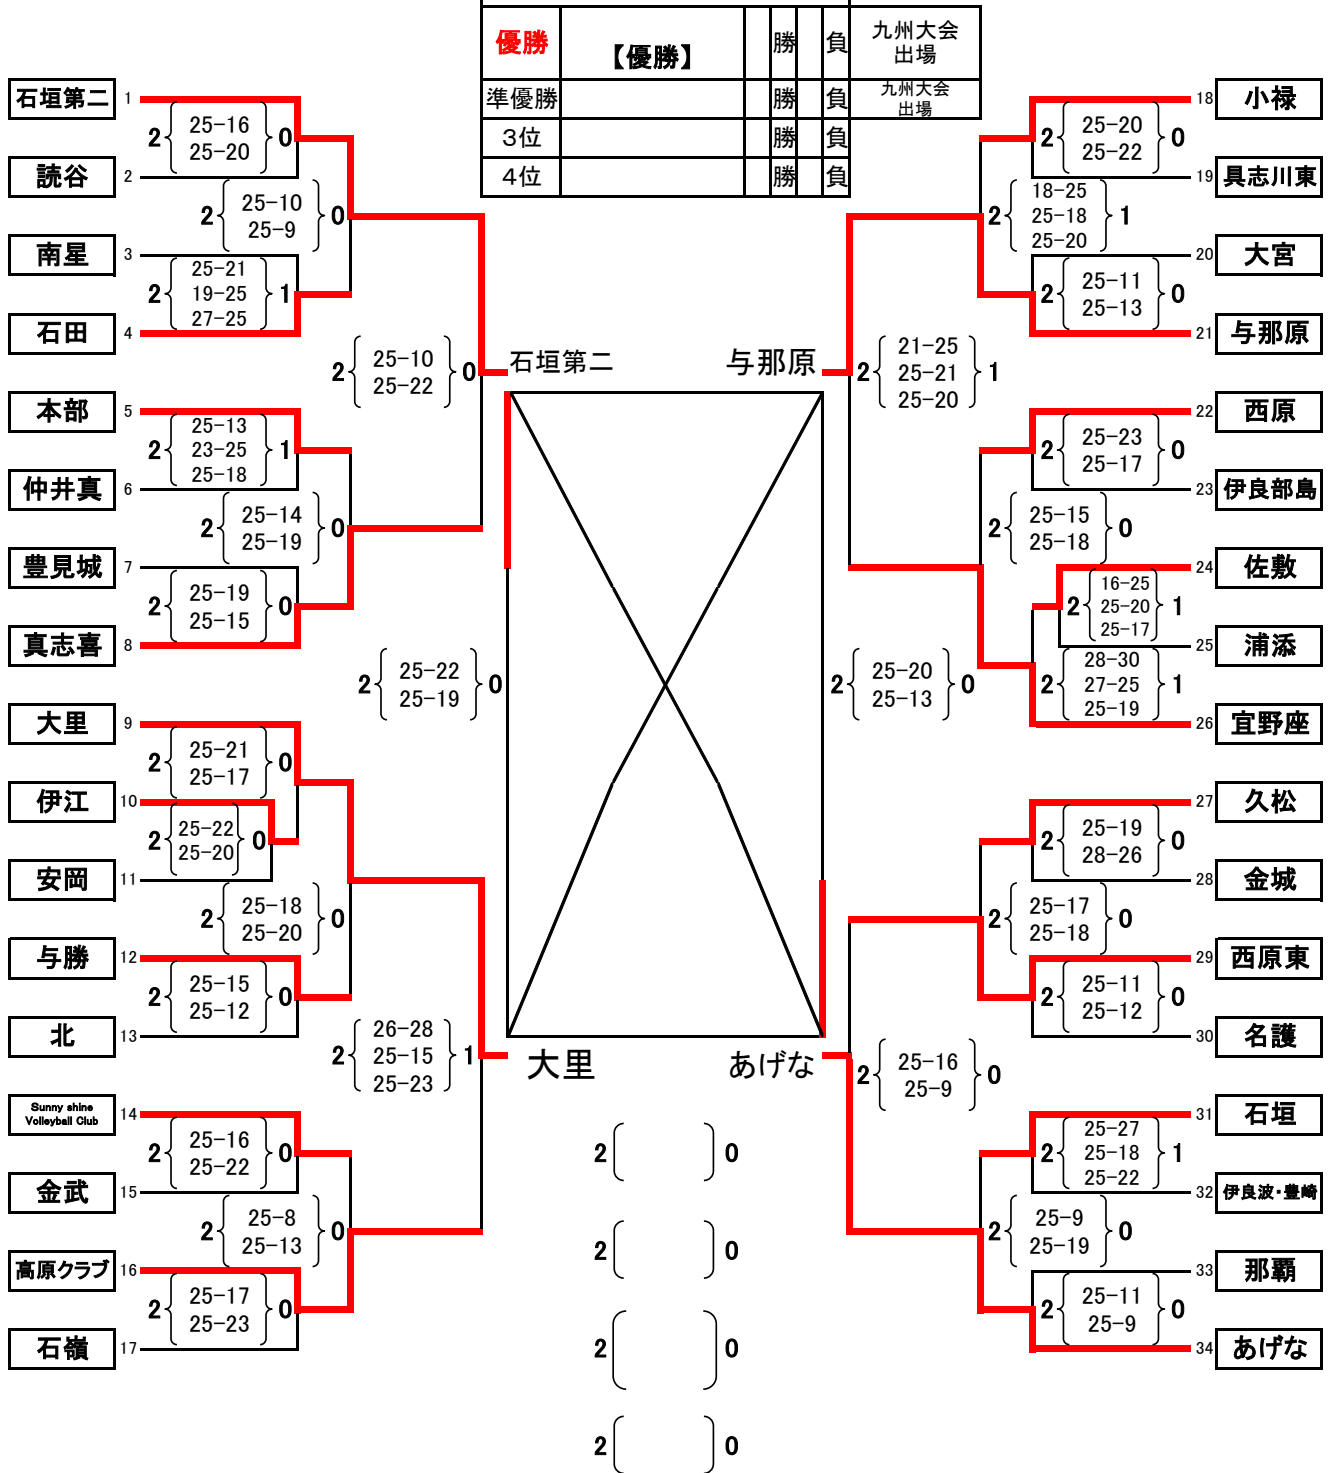 優勝 【優勝】 勝 負 九州大会
出場
準優勝 勝 負 九州大会
出場
3位 勝 負
4位 勝 負
石垣第二 1
2 25-16 0
25-20
読谷 2
2 25-10 0
25-9
南星 3
25-21
2 19-25 1
27-25
石田 4
2 25-10 0
25-22
本部 5
25-13
2 23-25 1
25-18
仲井真 6
2 25-14 0
25-19
豊見城 7
2 25-19 0
25-15
真志喜 8
2 25-22 0
25-19
大里 9
2 25-21 0
25-17
伊江 10
2 25-22 0
25-20
安岡 11
2 25-18 0
25-20
与勝 12
2 25-15 0
25-12
北 13
26-28
2 25-15 1
25-23
Sunny shine
Volleyball Club 14
2 25-16 0
25-22
金武 15
2 25-8 0
25-13
高原クラブ 16
2 25-17 0
25-23
石嶺 17
石垣第二
与那原
大里
あげな
2 0
2 0
2 0
2 0
18 小禄
2 25-20 0
25-22
19 具志川東
18-25
2 25-18 1
25-20
20 大宮
2 25-11 0
25-13
21 与那原
21-25
2 25-21 1
25-20
22 西原
2 25-23 0
25-17
23 伊良部島
2 25-15 0
25-18
24 佐敷
16-25
2 25-20 1
25-17
25 浦添
28-30
2 27-25 1
25-19
26 宜野座
2 25-20 0
25-13
27 久松
2 25-19 0
28-26
28 金城
2 25-17 0
25-18
29 西原東
2 25-11 0
25-12
30 名護
2 25-16 0
25-9
31 石垣
25-27
2 25-18 1
25-22
32 伊良波・豊崎
2 25-9 0
25-19
33 那覇
2 25-11 0
25-9
34 あげな